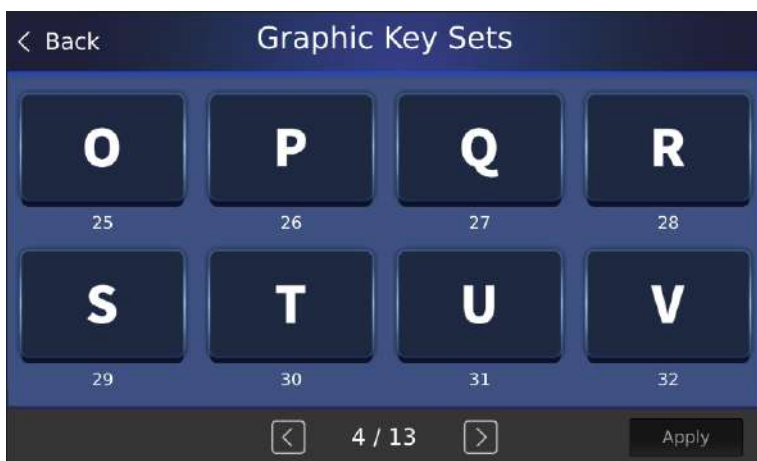 < Back Graphic Key Sets
O P Q R
25 26 27 28
S T U V
29 30 31 32
< 4 / 13 > Apply